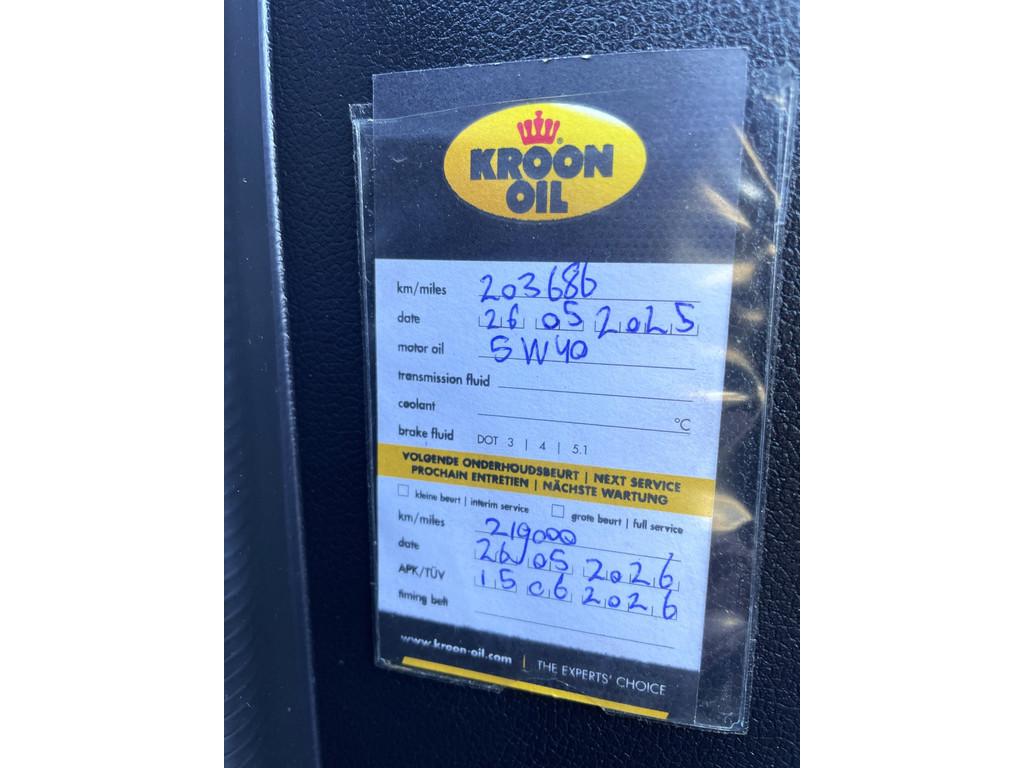 KROON
OIL
km/miles 203686
date 26 05 2025
motor oil 5W40
transmission fluid
coolant °C
brake fluid DOT 3 | 4 | 5.1
VOLGENDE ONDERHOUDSBEURT | NEXT SERVICE
PROCHAIN ENTRETIEN | NÄCHSTE WARTUNG
kleine beurt | interim service grote beurt | full service
km/miles 219000
date 26 05 2026
APK/TÜV 15 06 2026
timing belt
www.kroon-oil.com | THE EXPERTS' CHOICE